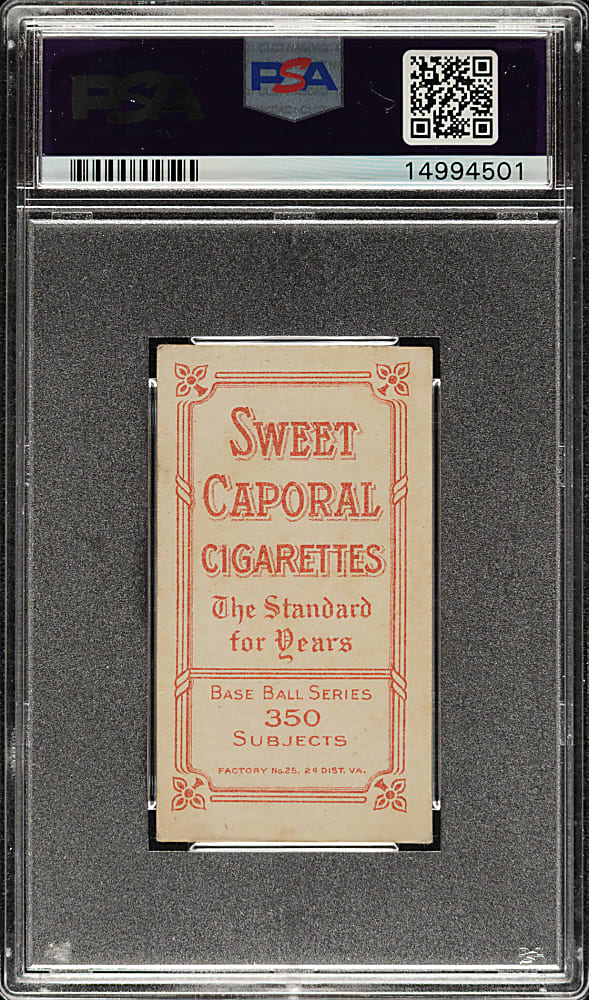 PSA
PSA
14994501
SWEET
CAPORAL
CIGARETTES
The Standard
for Years
BASE BALL SERIES
350
SUBJECTS
FACTORY No. 25, 2d DIST. VA.